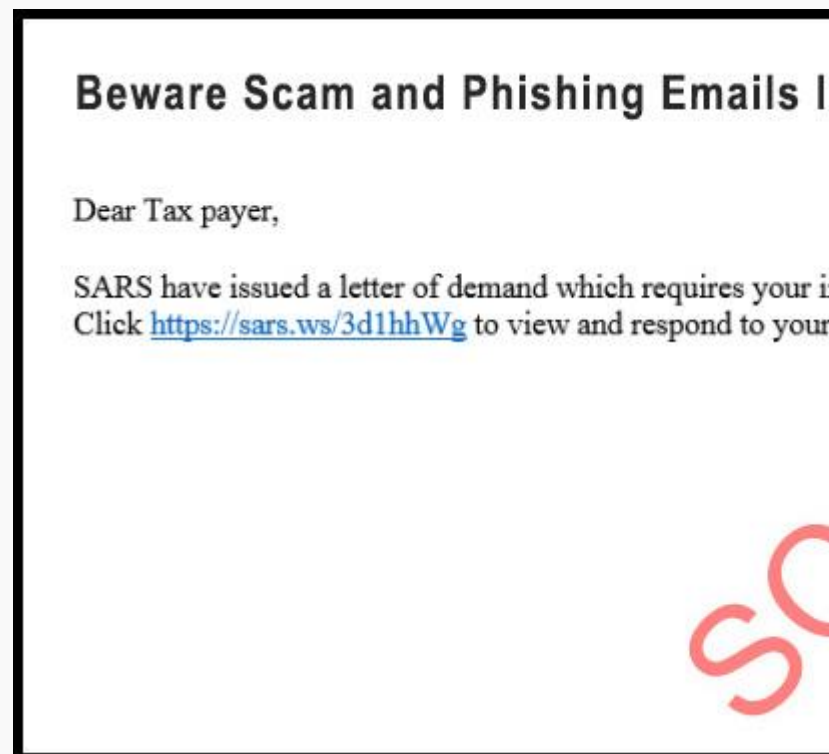 Beware Scam and Phishing Emails
Dear Tax payer,
SARS have issued a letter of demand which requires your
Click https://sars.ws/3d1hhWg to view and respond to your